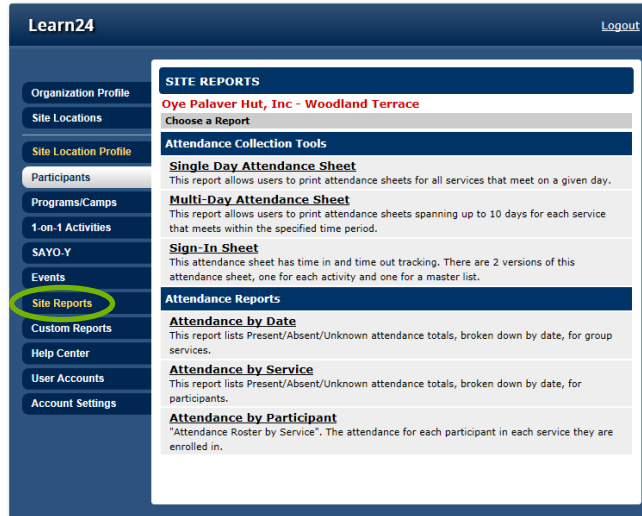 Learn24
Logout
Organization Profile
Site Locations
Site Location Profile
Participants
Programs/Camps
1-on-1 Activities
SAYO-Y
Events
Site Reports
Custom Reports
Help Center
User Accounts
Account Settings
SITE REPORTS
Oye Palaver Hut, Inc - Woodland Terrace
Choose a Report
Attendance Collection Tools
Single Day Attendance Sheet
This report allows users to print attendance sheets for all services that meet on a given day.
Multi-Day Attendance Sheet
This report allows users to print attendance sheets spanning up to 10 days for each service
that meets within the specified time period.
Sign-In Sheet
This attendance sheet has time in and time out tracking. There are 2 versions of this
attendance sheet, one for each activity and one for a master list.
Attendance Reports
Attendance by Date
This report lists Present/Absent/Unknown attendance totals, broken down by date, for group
services.
Attendance by Service
This report lists Present/Absent/Unknown attendance totals, broken down by date, for
participants.
Attendance by Participant
"Attendance Roster by Service". The attendance for each participant in each service they are
enrolled in.